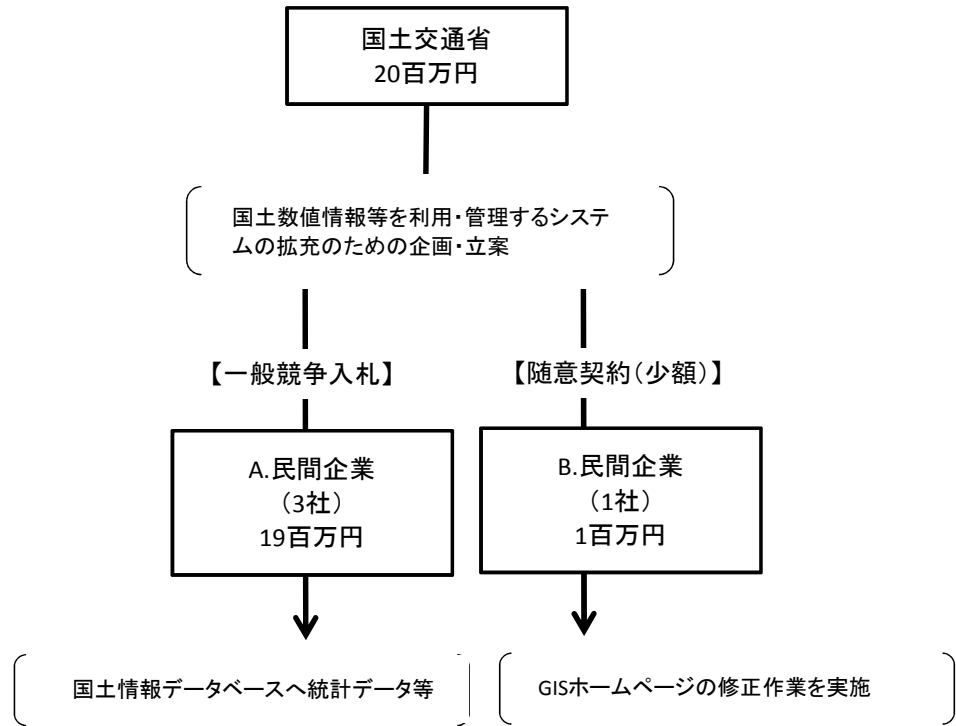 国土交通省
20百万円
国土数値情報等を利用・管理するシステ
ムの拡充のための企画・立案
【一般競争入札】
【随意契約(少額)】
A.民間企業
(3社)
19百万円
B.民間企業
(1社)
1百万円
国土情報データベースへ統計データ等
GISホームページの修正作業を実施